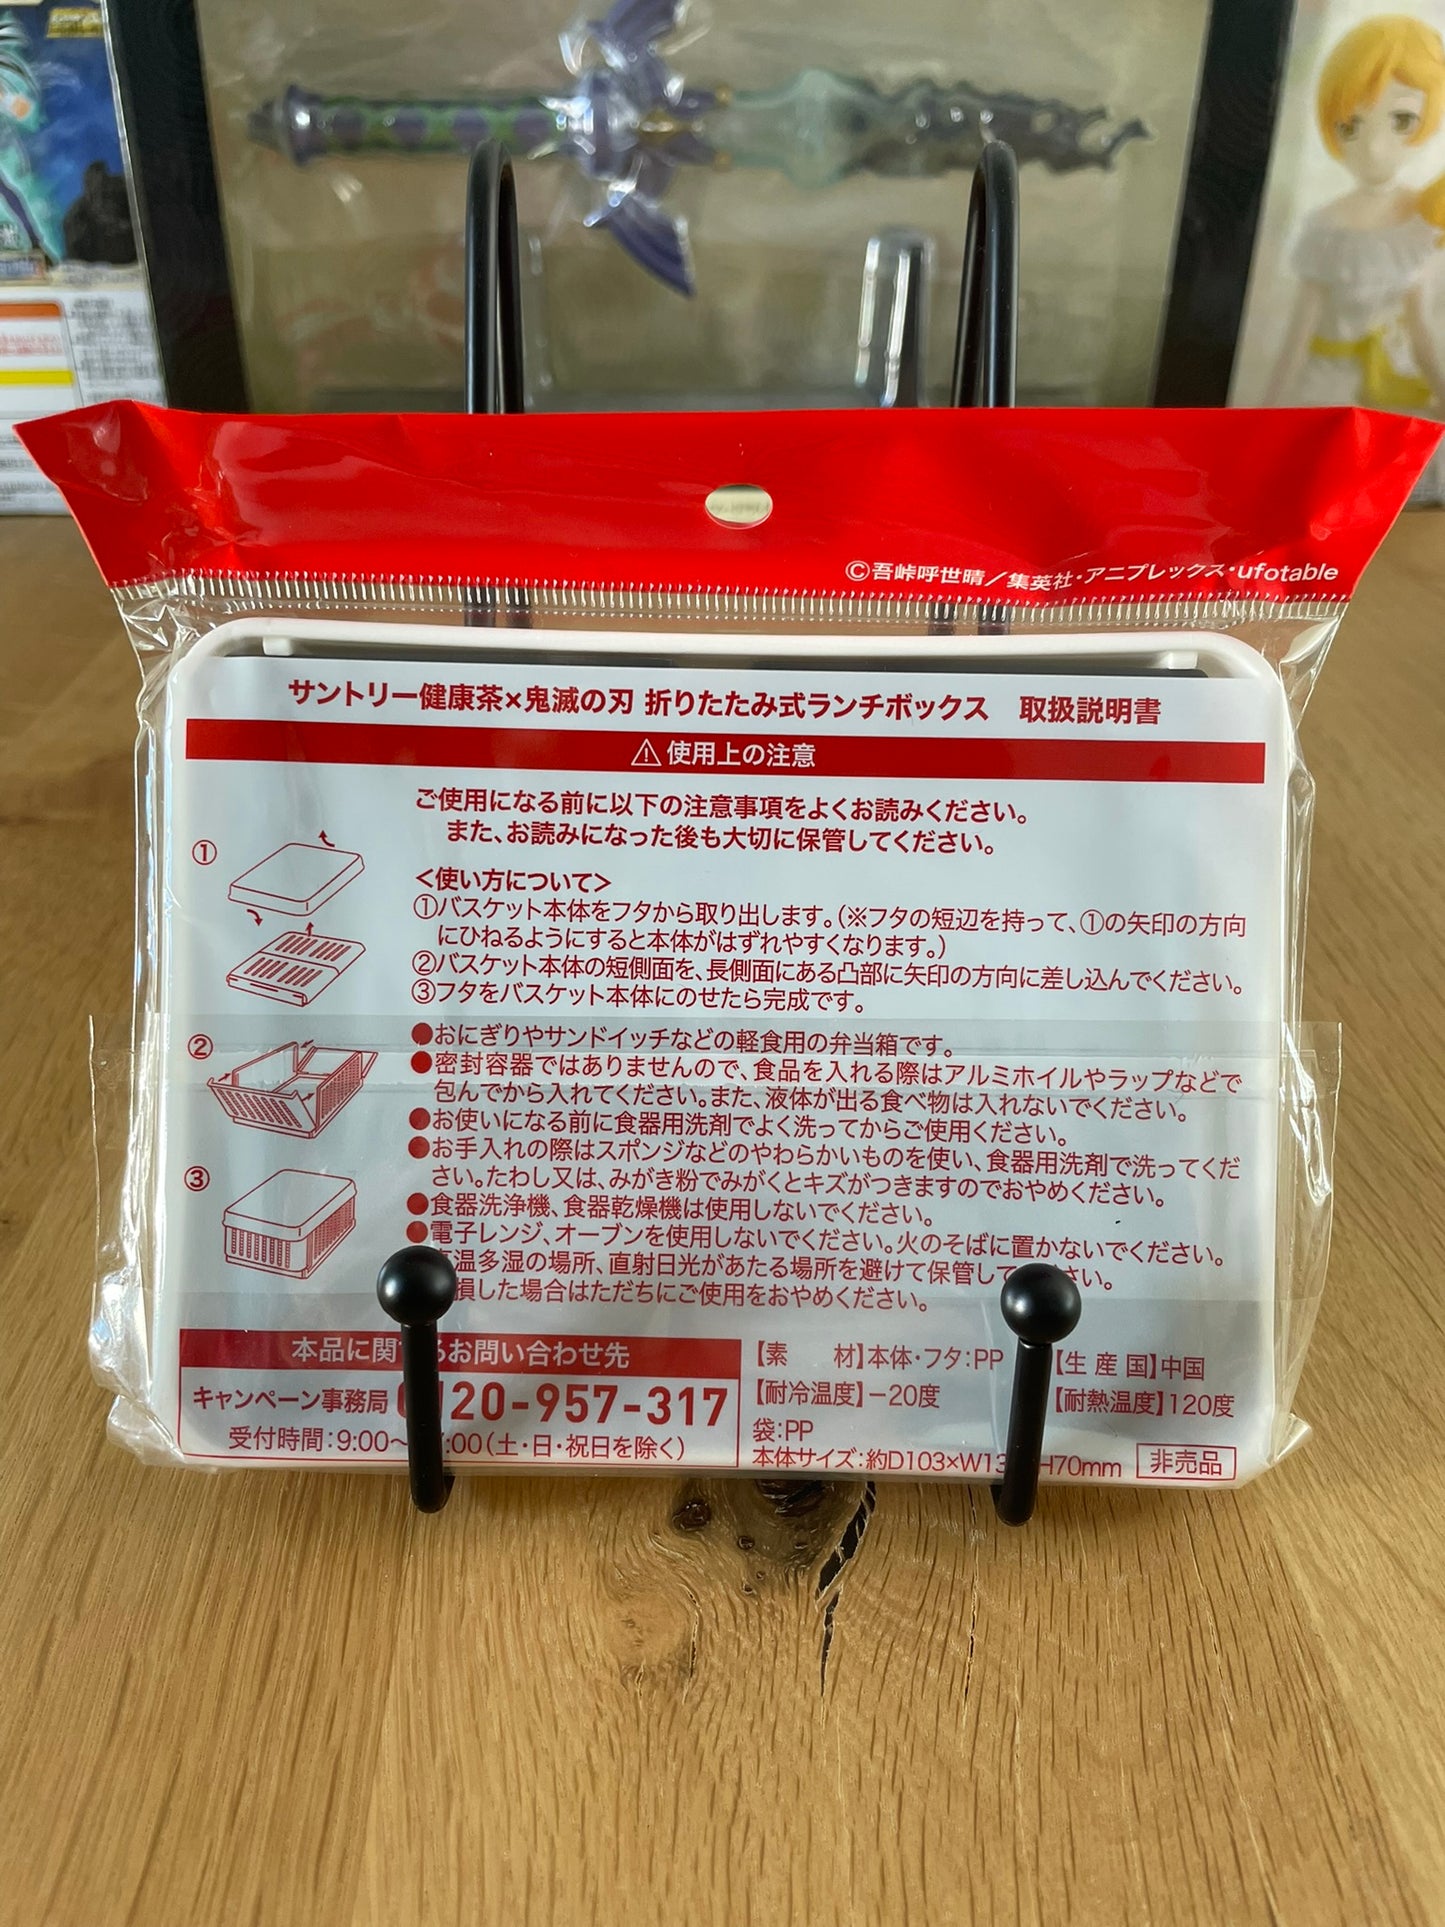 ©吾峠呼世晴／集英社・アニプレックス・ufotable
サントリー健康茶×鬼滅の刃 折りたたみ式ランチボックス 取扱説明書
⚠使用上の注意
ご使用になる前に以下の注意事項をよくお読みください。
また、お読みになった後も大切に保管してください。
＜使い方について＞
①バスケット本体をフタから取り出します。(※フタの短辺を持って、①の矢印の方向
にひねるようにすると本体がはずれやすくなります。)
②バスケット本体の短側面を、長側面にある凸部に矢印の方向に差し込んでください。
③フタをバスケット本体にのせたら完成です。
①
②
③
●おにぎりやサンドイッチなどの軽食用の弁当箱です。
●密封容器ではありませんので、食品を入れる際はアルミホイルやラップなどで
包んでから入れてください。また、液体が出る食べ物は入れないでください。
●お使いになる前に食器用洗剤でよく洗ってからご使用ください。
●お手入れの際はスポンジなどのやわらかいものを使い、食器用洗剤で洗ってくだ
さい。たわし又は、みがき粉でみがくとキズがつきますのでおやめください。
●食器洗浄機、食器乾燥機は使用しないでください。
●電子レンジ、オーブンを使用しないでください。火のそばに置かないでください。
温多湿の場所、直射日光があたる場所を避けて保管して さい。
損した場合はただちにご使用をおやめください。
本品に関するお問い合わせ先
キャンペーン事務局 0120-957-317
受付時間：9:00〜 :00（土・日・祝日を除く）
【素 材】本体・フタ：PP 【生産国】中国
【耐冷温度】−20度 【耐熱温度】120度
袋：PP
本体サイズ：約D103×W13 H70mm 非売品